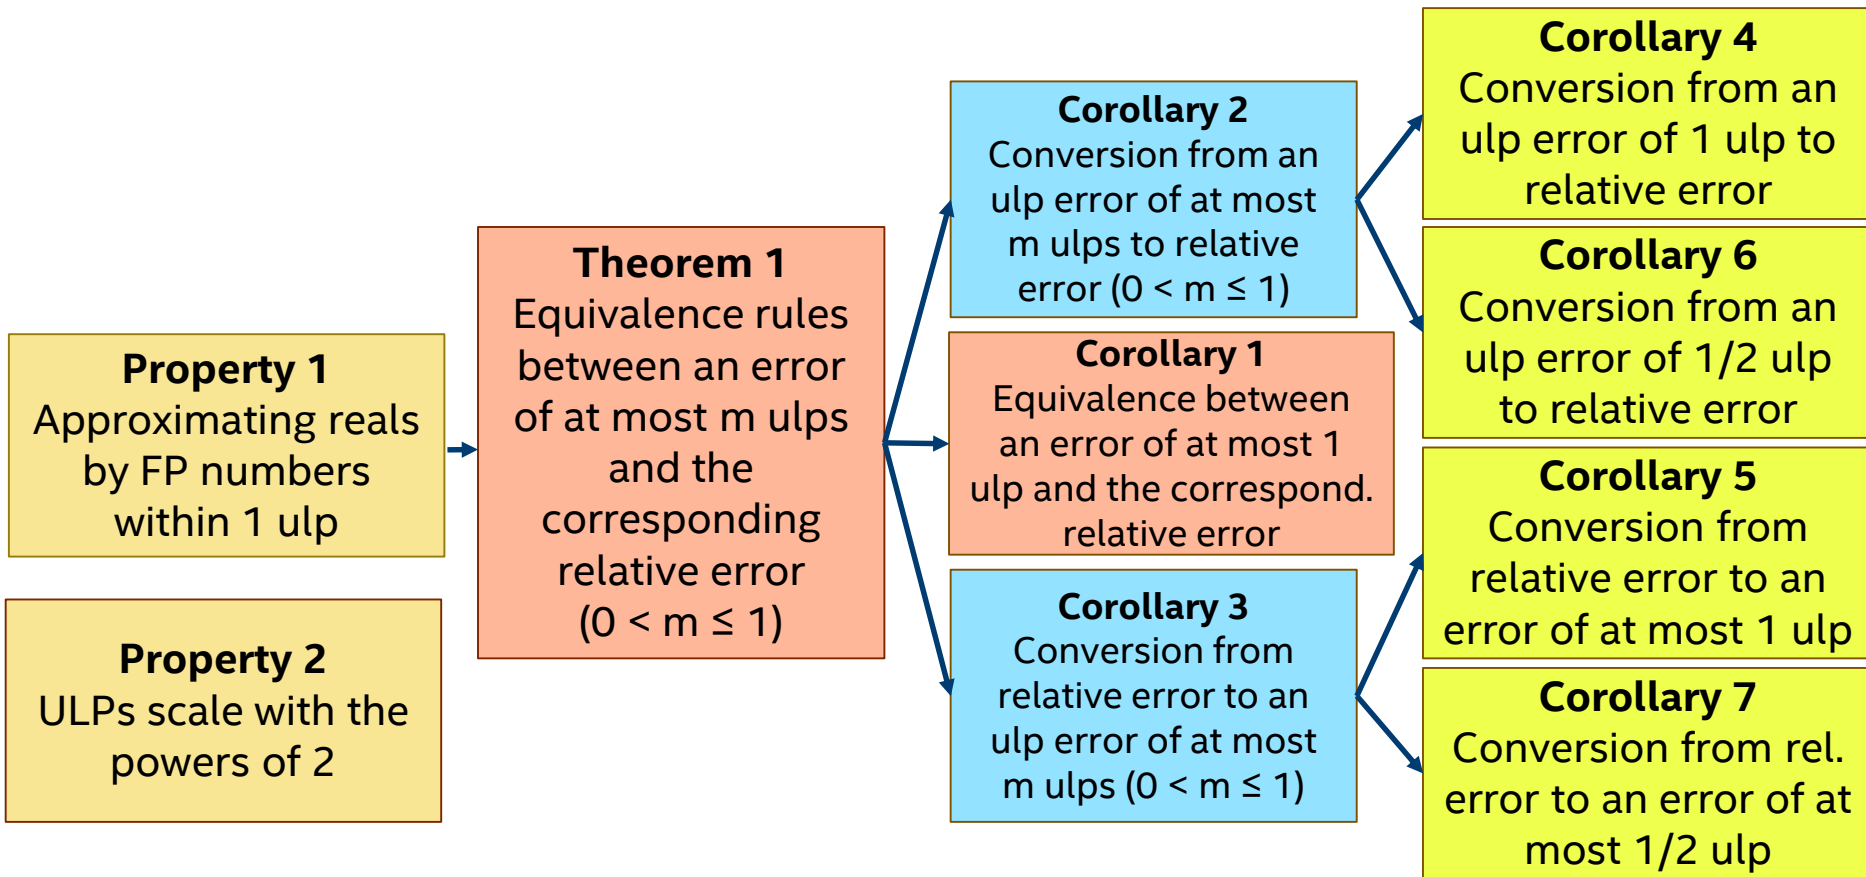 Property 1
Approximating reals
by FP numbers
within 1 ulp
Property 2
ULPs scale with the
powers of 2
Theorem 1
Equivalence rules
between an error
of at most m ulps
and the
corresponding
relative error
(0 < m ≤ 1)
Corollary 2
Conversion from an
ulp error of at most
m ulps to relative
error (0 < m ≤ 1)
Corollary 1
Equivalence between
an error of at most 1
ulp and the correspond.
relative error
Corollary 3
Conversion from
relative error to an
ulp error of at most
m ulps (0 < m ≤ 1)
Corollary 4
Conversion from an
ulp error of 1 ulp to
relative error
Corollary 6
Conversion from an
ulp error of 1/2 ulp
to relative error
Corollary 5
Conversion from
relative error to an
error of at most 1 ulp
Corollary 7
Conversion from rel.
error to an error of at
most 1/2 ulp